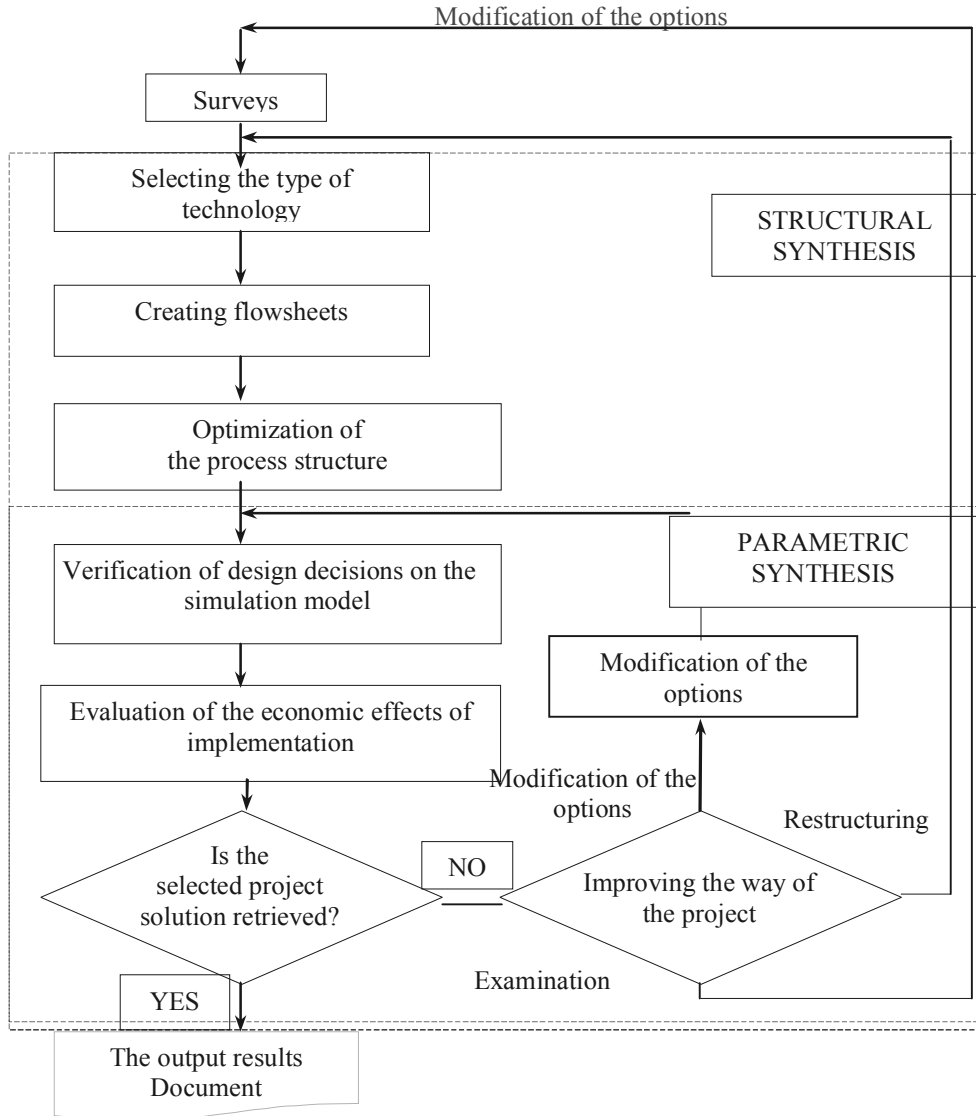 Modification of the options
Surveys
Selecting the type of
technology
STRUCTURAL
SYNTHESIS
Creating flowsheets
Optimization of
the process structure
PARAMETRIC
SYNTHESIS
Verification of design decisions on the
simulation model
Modification of the
options
Evaluation of the economic effects of
implementation
Modification of the
options
Restructuring
Is the
selected project
solution retrieved?
NO
Improving the way of
the project
Examination
YES
The output results
Document